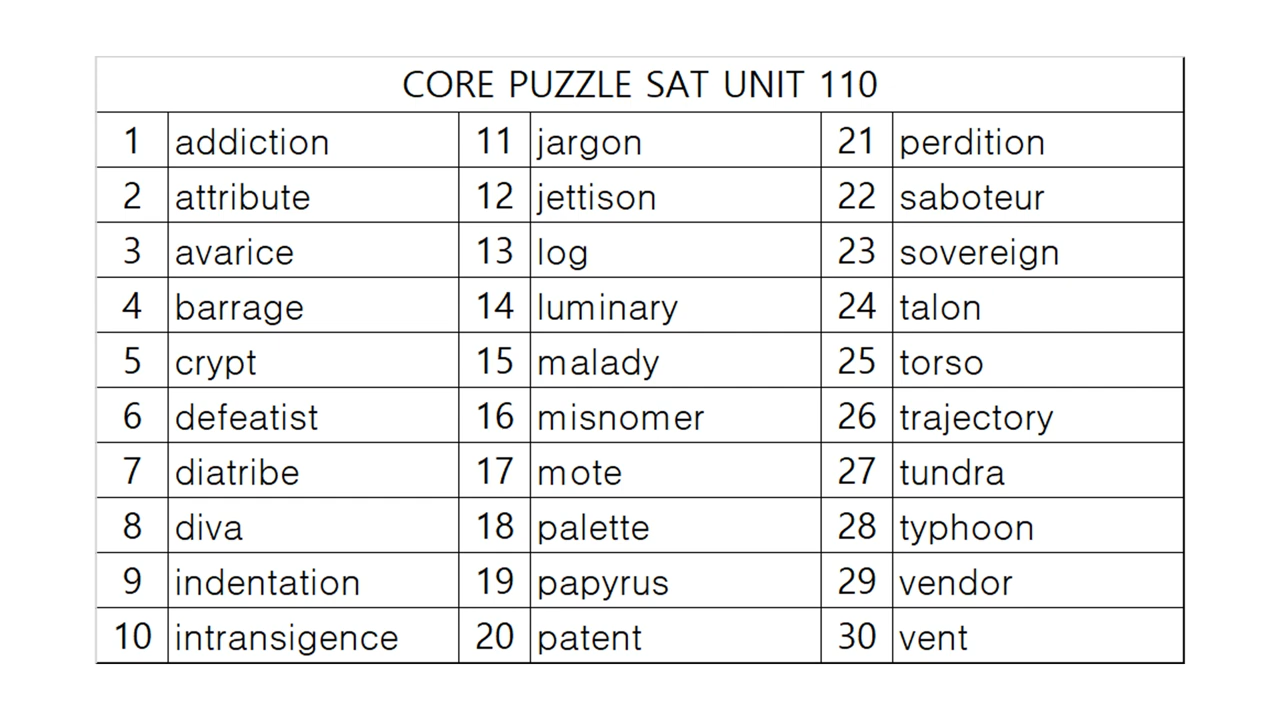 CORE PUZZLE SAT UNIT 110
1 addiction 11 jargon 21 perdition
2 attribute 12 jettison 22 saboteur
3 avarice 13 log 23 sovereign
4 barrage 14 luminary 24 talon
5 crypt 15 malady 25 torso
6 defeatist 16 misnomer 26 trajectory
7 diatribe 17 mote 27 tundra
8 diva 18 palette 28 typhoon
9 indentation 19 papyrus 29 vendor
10 intransigence 20 patent 30 vent